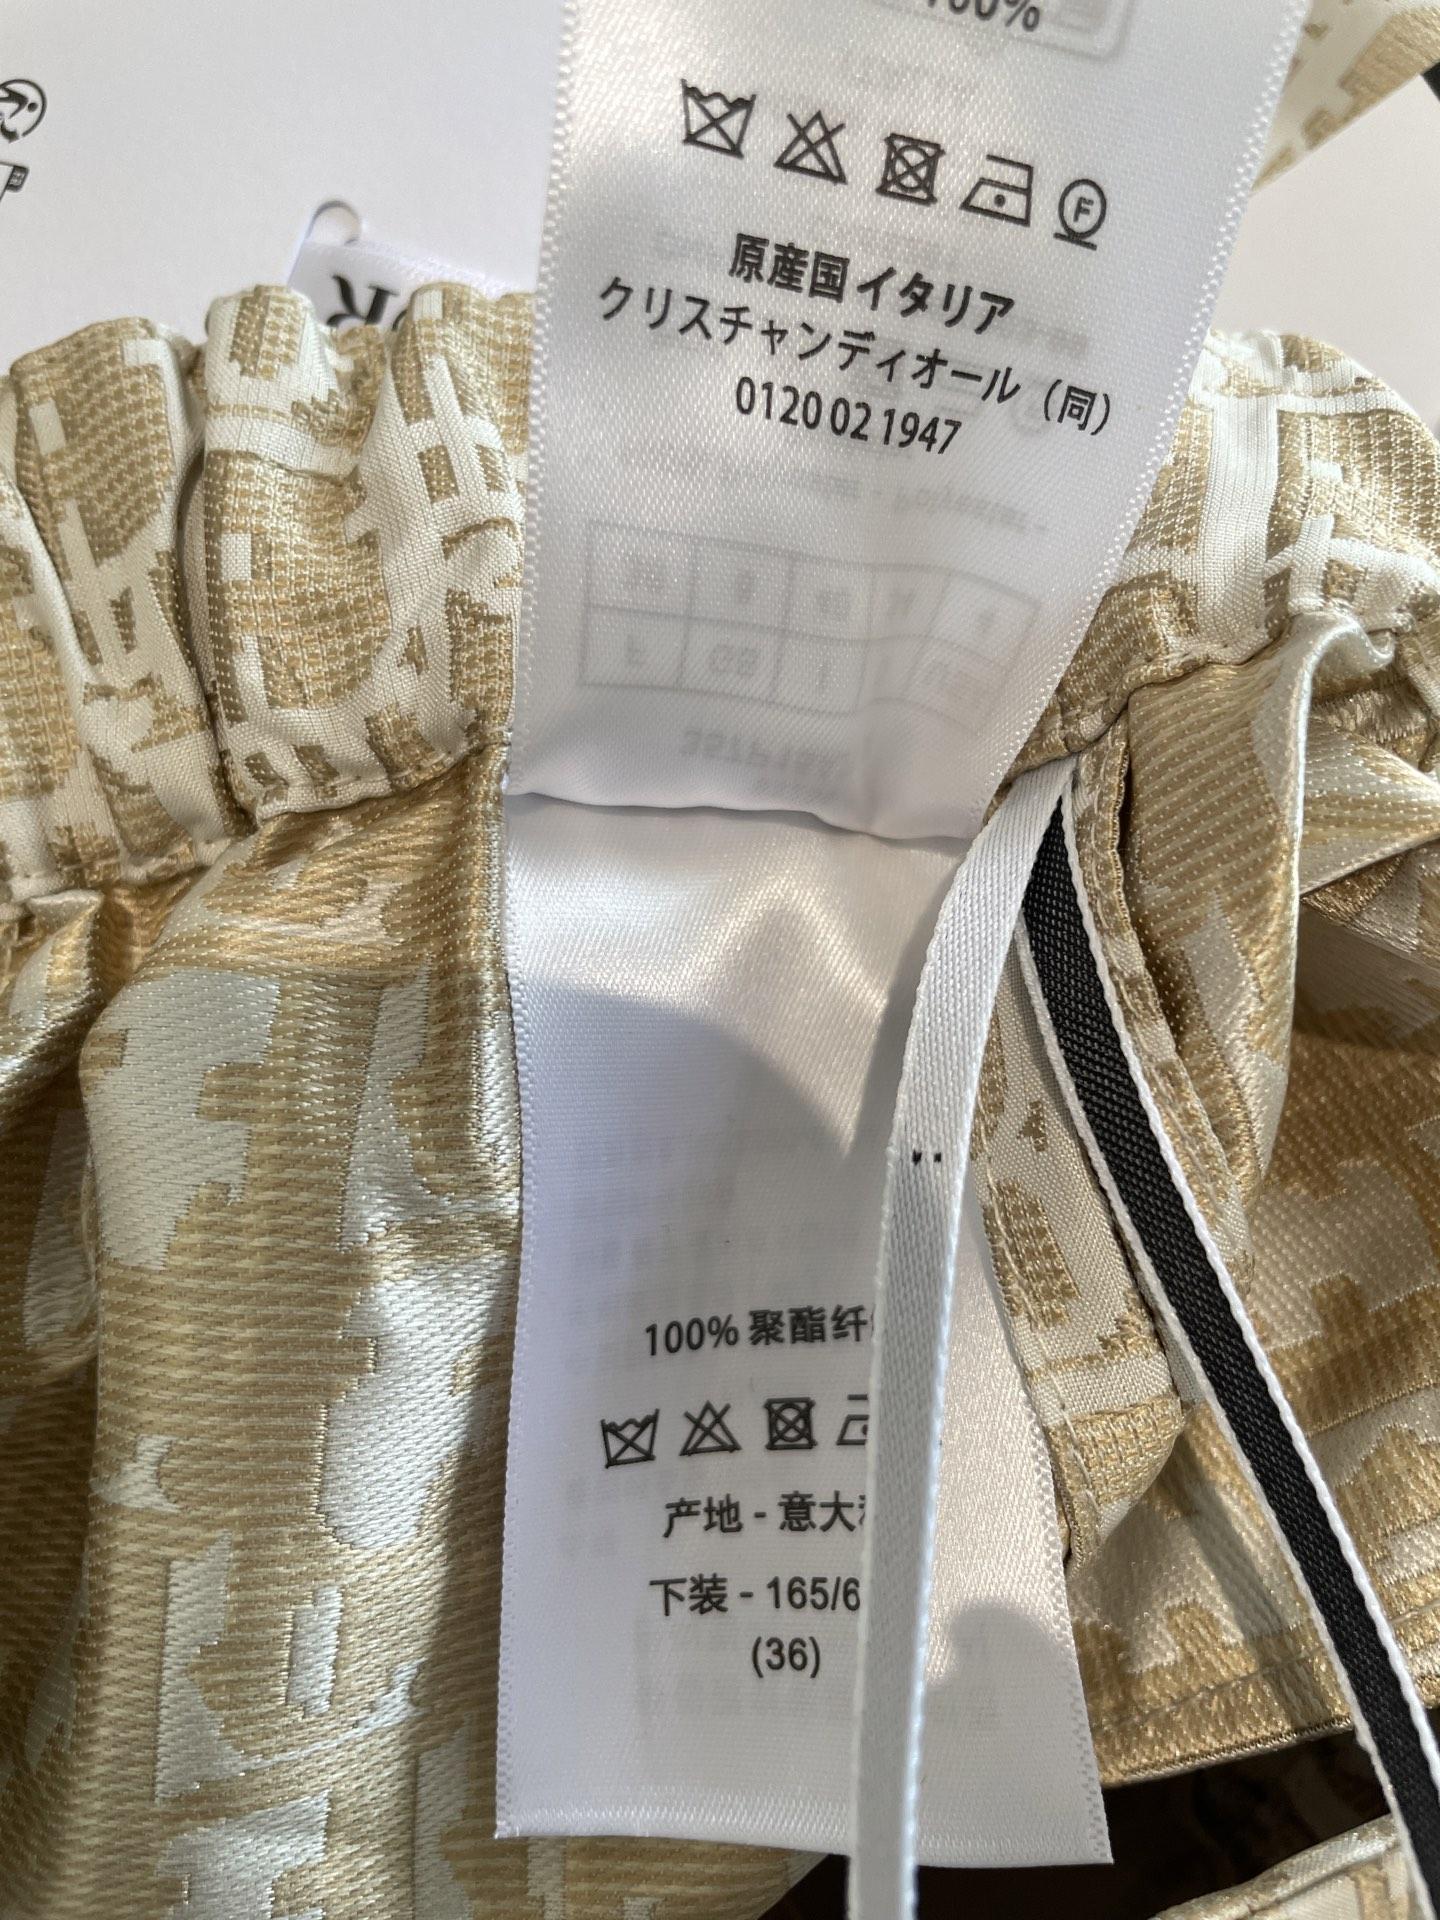 100%
F
原産国 イタリア
クリスチャンディオール（同）
0120 02 1947
100% 聚酯纤
产地 - 意大
下装 - 165/6
(36)